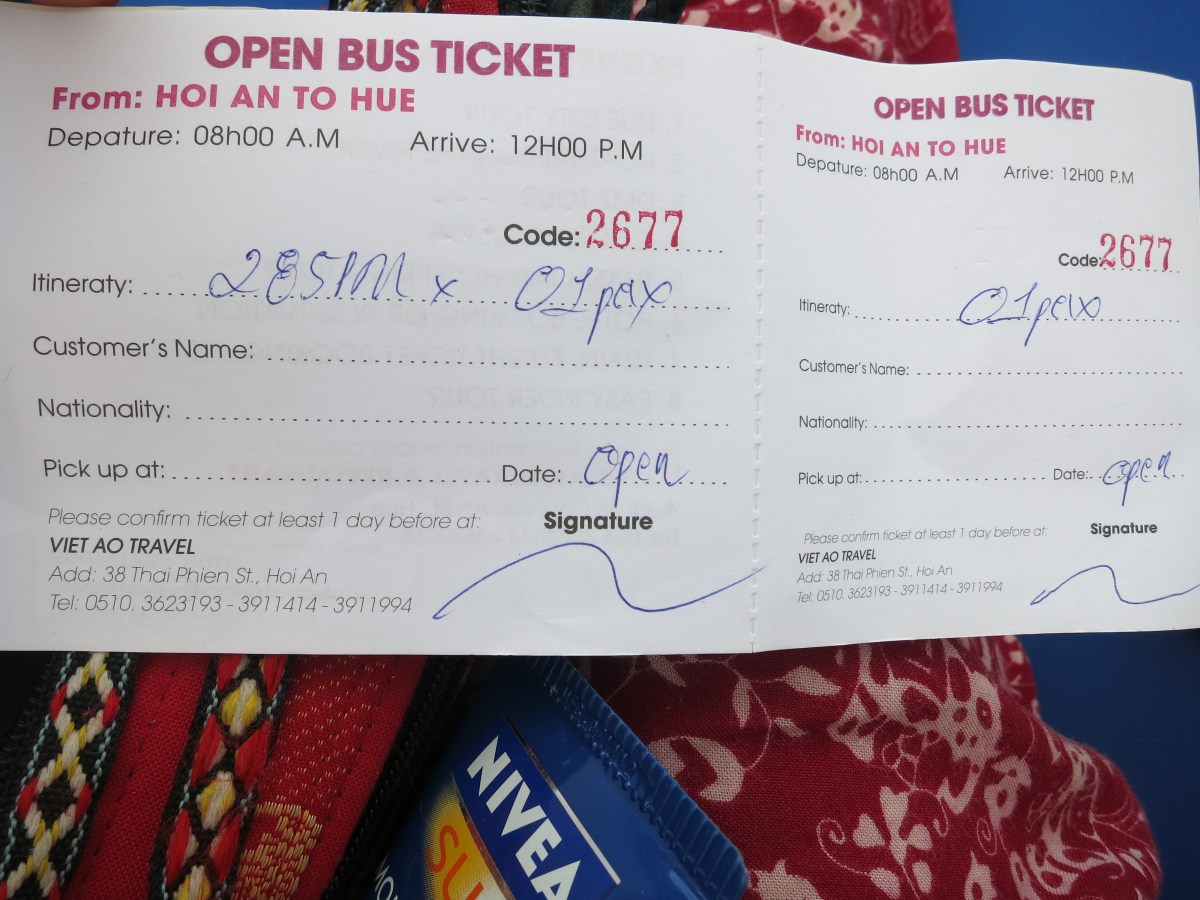 OPEN BUS TICKET
From: HOI AN TO HUE
Depature: 08h00 A.M Arrive: 12H00 P.M
Code: 2677
Itineraty: x 01pax
Customer's Name:
Nationality:
Pick up at: Date: Open
Please confirm ticket at least 1 day before at: Signature
VIET AO TRAVEL
Add: 38 Thai Phien St., Hoi An
Tel: 0510. 3623193 - 3911414 - 3911994
OPEN BUS TICKET
From: HOI AN TO HUE
Depature: 08h00 A.M Arrive: 12H00 P.M
Code: 2677
Itineraty: 01pax
Customer's Name:
Nationality:
Pick up at: Date: Open
Please confirm ticket at least 1 day before at: Signature
VIET AO TRAVEL
Add: 38 Thai Phien St., Hoi An
Tel: 0510. 3623193 - 3911414 - 3911994
NIVEA